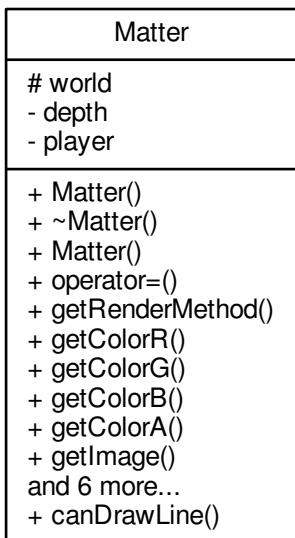 Matter
# world
- depth
- player
+ Matter()
+ ~Matter()
+ Matter()
+ operator=()
+ getRenderMethod()
+ getColorR()
+ getColorG()
+ getColorB()
+ getColorA()
+ getImage()
and 6 more...
+ canDrawLine()